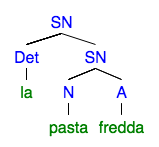 SN
Det SN
la N A
pasta fredda